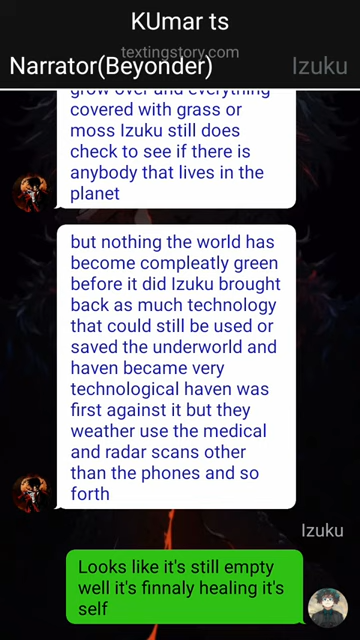 KUmar ts
textingstory.com
Narrator(Beyonder)
Izuku
grow over and everything
covered with grass or
moss Izuku still does
check to see if there is
anybody that lives in the
planet
but nothing the world has
become compleatly green
before it did Izuku brought
back as much technology
that could still be used or
saved the underworld and
haven became very
technological haven was
first against it but they
weather use the medical
and radar scans other
than the phones and so
forth
Izuku
Looks like it's still empty
well it's finnaly healing it's
self